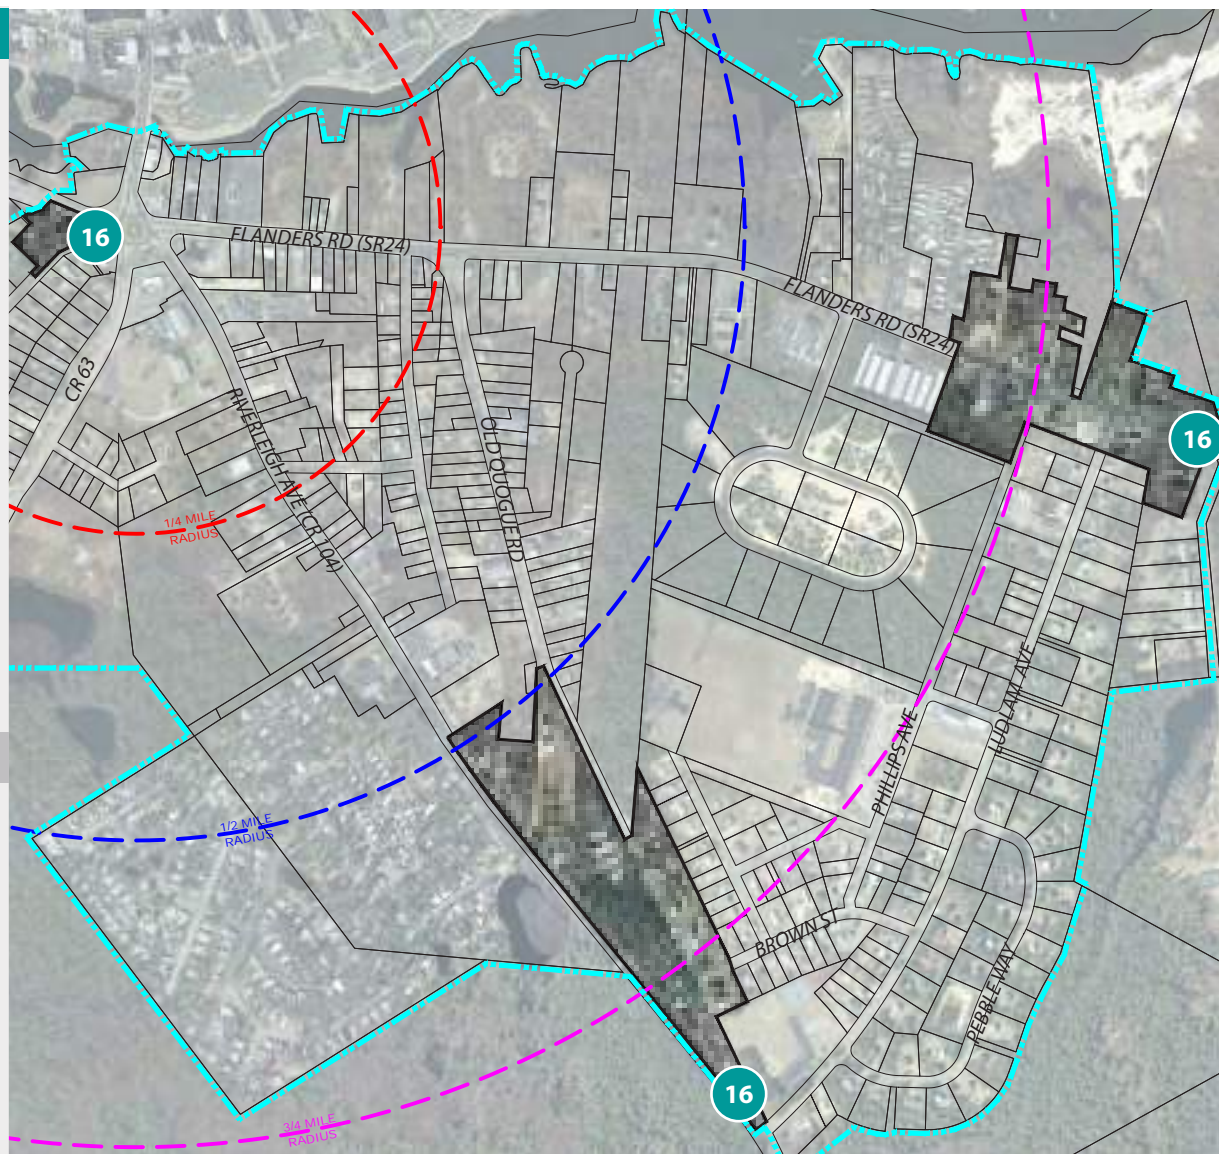 16
FLANDERS RD (SR24)
FLANDERS RD (SR24)
CR 63
RIVERLEIGH AVE (CR 104)
OLD QUOGUE RD
16
1/4 MILE
RADIUS
LUDLAM AVE
PHILLIPS AVE
1/2 MILE
RADIUS
BROWN ST
PEBBLE WAY
16
3/4 MILE
RADIUS